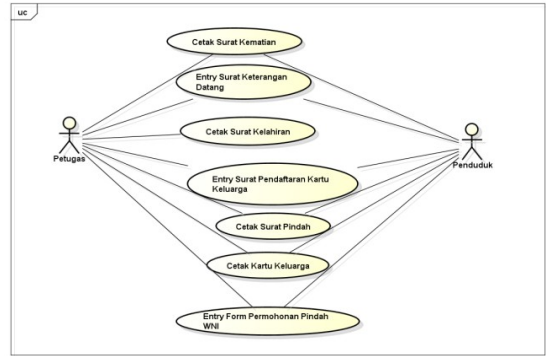 uc
Cetak Surat Kematian
Entry Surat Keterangan
Datang
Cetak Surat Kelahiran
Petugas
Penduduk
Entry Surat Pendaftaran Kartu
Keluarga
Cetak Surat Pindah
Cetak Kartu Keluarga
Entry Form Permohonan Pindah
WNI